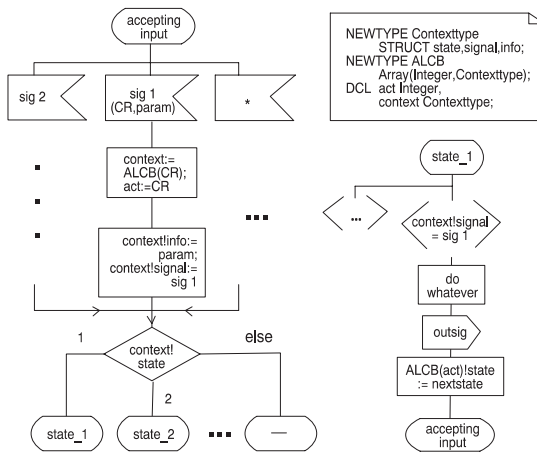 accepting
input
sig 2
sig 1
(CR,param)
*
context:=
ALCB(CR);
act:=CR
context!info:=
param;
context!signal:=
sig 1
1
context!
state
else
2
state_1
state_2
—
NEWTYPE Contexttype
STRUCT state,signal,info;
NEWTYPE ALCB
Array(Integer,Contexttype);
DCL act Integer,
context Contexttype;
state_1
...
context!signal
= sig 1
do
whatever
outsig
ALCB(act)!state
:= nextstate
accepting
input